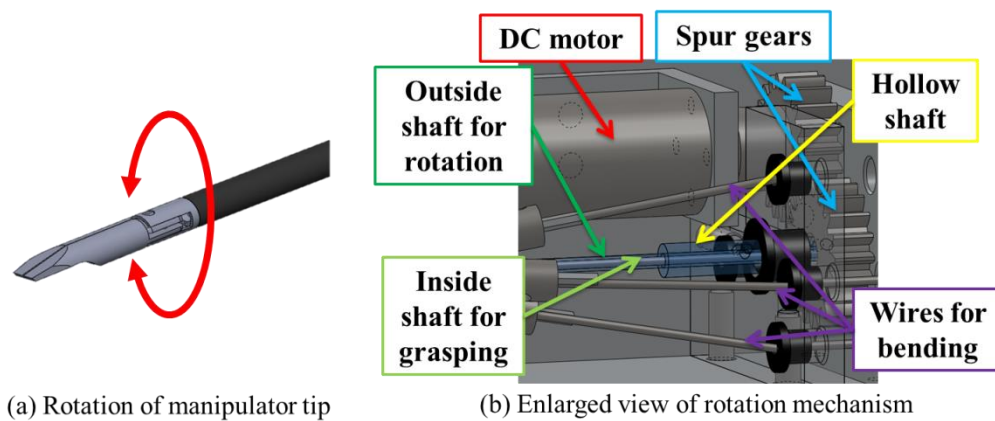 DC motor
Spur gears
Outside
shaft for
rotation
Hollow
shaft
Inside
shaft for
grasping
Wires for
bending
(a) Rotation of manipulator tip
(b) Enlarged view of rotation mechanism